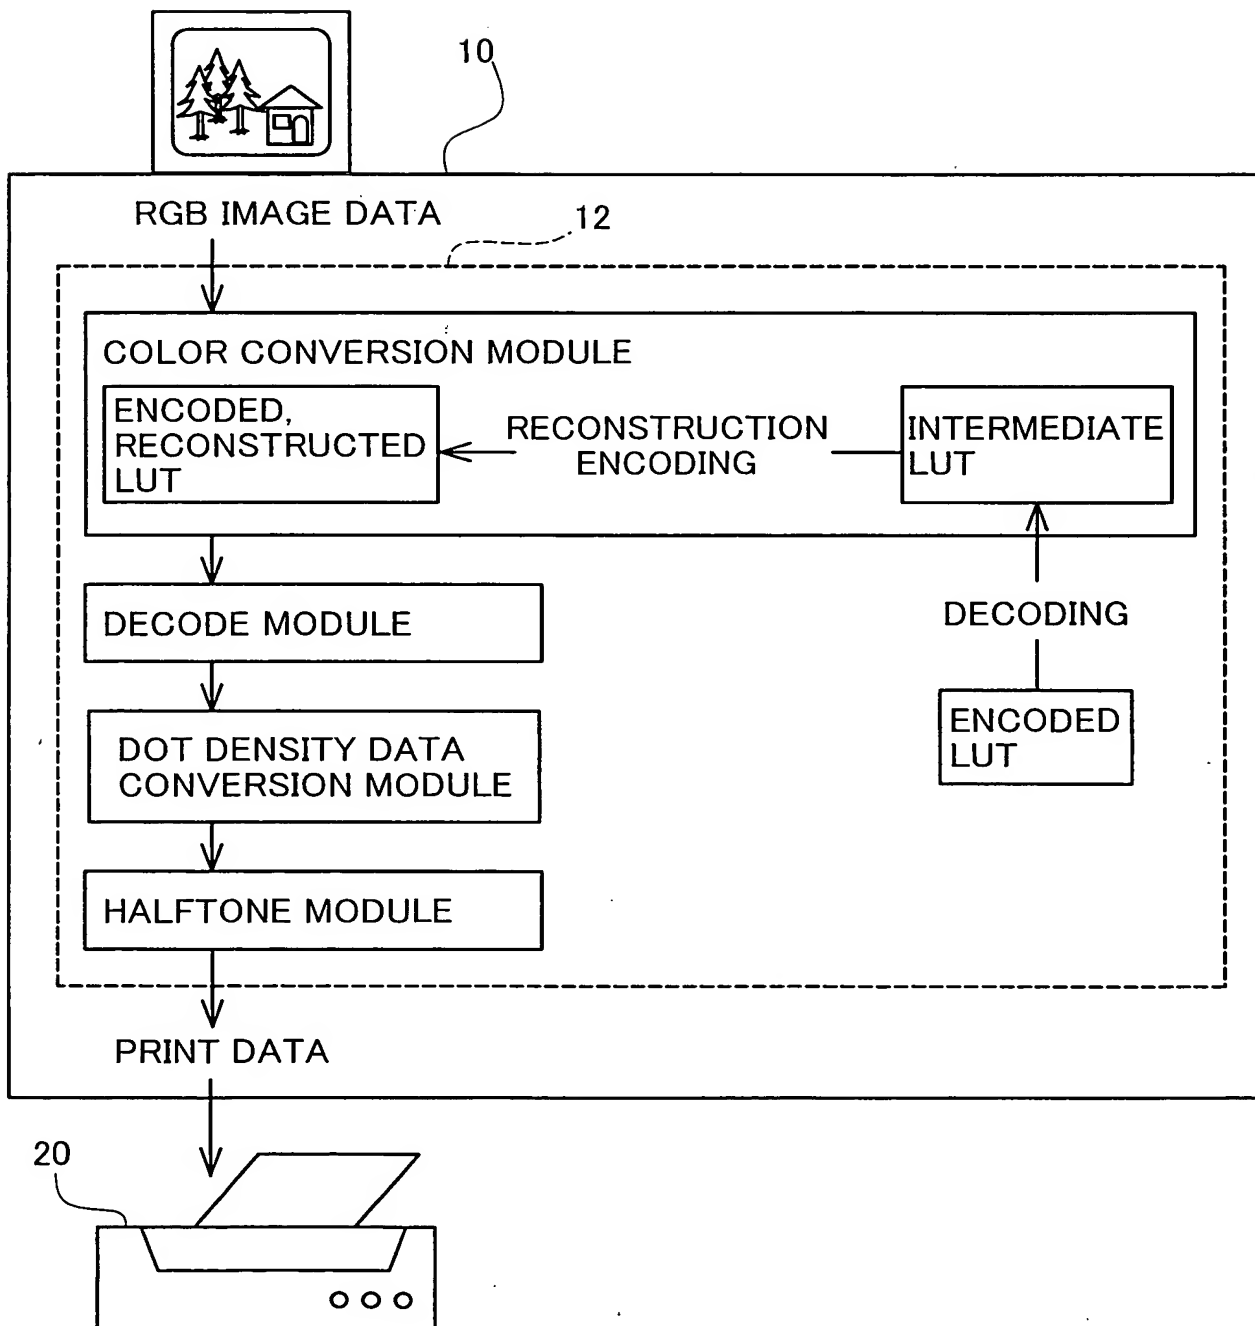 10
RGB IMAGE DATA
12
COLOR CONVERSION MODULE
ENCODED,
RECONSTRUCTED
LUT
RECONSTRUCTION
ENCODING
INTERMEDIATE
LUT
DECODE MODULE
DECODING
DOT DENSITY DATA
CONVERSION MODULE
ENCODED
LUT
HALFTONE MODULE
PRINT DATA
20